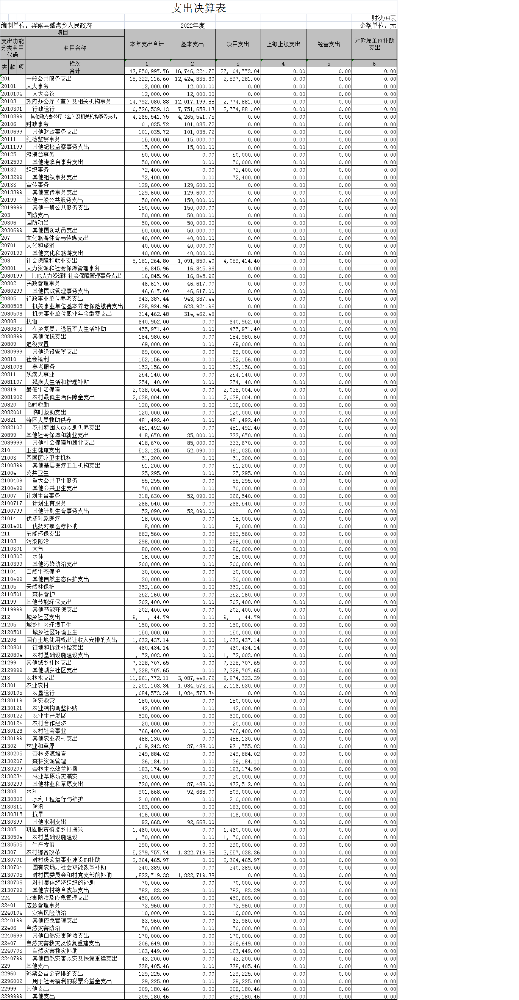 支出决算表
财决04表
编制单位：浮梁县臧湾乡人民政府 2022年度 金额单位：元
项目 本年支出合计 基本支出 项目支出 上缴上级支出 经营支出 对附属单位补助支出
支出功能分类科目代码 科目名称
类 款 项 栏次 1 2 3 4 5 6
合计 43,850,997.76 16,746,224.72 27,104,773.04 0.00 0.00 0.00
201 一般公共服务支出 15,322,116.60 12,424,835.60 2,897,281.00 0.00 0.00 0.00
20101 人大事务 12,000.00 12,000.00 0.00 0.00 0.00 0.00
2010104 人大会议 12,000.00 12,000.00 0.00 0.00 0.00 0.00
20103 政府办公厅（室）及相关机构事务 14,792,080.88 12,017,199.88 2,774,881.00 0.00 0.00 0.00
2010301 行政运行 10,526,539.13 7,751,658.13 2,774,881.00 0.00 0.00 0.00
2010399 其他政府办公厅（室）及相关机构事务支出 4,265,541.75 4,265,541.75 0.00 0.00 0.00 0.00
20106 财政事务 101,035.72 101,035.72 0.00 0.00 0.00 0.00
2010699 其他财政事务支出 101,035.72 101,035.72 0.00 0.00 0.00 0.00
20111 纪检监察事务 15,000.00 15,000.00 0.00 0.00 0.00 0.00
2011199 其他纪检监察事务支出 15,000.00 15,000.00 0.00 0.00 0.00 0.00
20125 港澳台事务 50,000.00 0.00 50,000.00 0.00 0.00 0.00
2012599 其他港澳台事务支出 50,000.00 0.00 50,000.00 0.00 0.00 0.00
20132 组织事务 72,400.00 0.00 72,400.00 0.00 0.00 0.00
2013299 其他组织事务支出 72,400.00 0.00 72,400.00 0.00 0.00 0.00
20133 宣传事务 129,600.00 129,600.00 0.00 0.00 0.00 0.00
2013399 其他宣传事务支出 129,600.00 129,600.00 0.00 0.00 0.00 0.00
20199 其他一般公共服务支出 150,000.00 150,000.00 0.00 0.00 0.00 0.00
2019999 其他一般公共服务支出 150,000.00 150,000.00 0.00 0.00 0.00 0.00
203 国防支出 50,000.00 50,000.00 0.00 0.00 0.00 0.00
20306 国防动员 50,000.00 50,000.00 0.00 0.00 0.00 0.00
2030699 其他国防动员支出 50,000.00 50,000.00 0.00 0.00 0.00 0.00
207 文化旅游体育与传媒支出 40,000.00 40,000.00 0.00 0.00 0.00 0.00
20701 文化和旅游 40,000.00 40,000.00 0.00 0.00 0.00 0.00
2070199 其他文化和旅游支出 40,000.00 40,000.00 0.00 0.00 0.00 0.00
208 社会保障和就业支出 5,181,264.80 1,091,850.40 4,089,414.40 0.00 0.00 0.00
20801 人力资源和社会保障管理事务 16,845.96 16,845.96 0.00 0.00 0.00 0.00
2080199 其他人力资源和社会保障管理事务支出 16,845.96 16,845.96 0.00 0.00 0.00 0.00
20802 民政管理事务 46,617.00 46,617.00 0.00 0.00 0.00 0.00
2080299 其他民政管理事务支出 46,617.00 46,617.00 0.00 0.00 0.00 0.00
20805 行政事业单位养老支出 943,387.44 943,387.44 0.00 0.00 0.00 0.00
2080505 机关事业单位基本养老保险缴费支出 628,924.96 628,924.96 0.00 0.00 0.00 0.00
2080506 机关事业单位职业年金缴费支出 314,462.48 314,462.48 0.00 0.00 0.00 0.00
20808 抚恤 640,952.00 0.00 640,952.00 0.00 0.00 0.00
2080803 在乡复员、退伍军人生活补助 455,971.40 0.00 455,971.40 0.00 0.00 0.00
2080899 其他优抚支出 184,980.60 0.00 184,980.60 0.00 0.00 0.00
20809 退役安置 69,000.00 0.00 69,000.00 0.00 0.00 0.00
2080999 其他退役安置支出 69,000.00 0.00 69,000.00 0.00 0.00 0.00
20810 社会福利 152,156.00 0.00 152,156.00 0.00 0.00 0.00
2081006 养老服务 152,156.00 0.00 152,156.00 0.00 0.00 0.00
20811 残疾人事业 254,140.00 0.00 254,140.00 0.00 0.00 0.00
2081107 残疾人生活和护理补贴 254,140.00 0.00 254,140.00 0.00 0.00 0.00
20819 最低生活保障 2,038,004.00 0.00 2,038,004.00 0.00 0.00 0.00
2081902 农村最低生活保障金支出 2,038,004.00 0.00 2,038,004.00 0.00 0.00 0.00
20820 临时救助 120,000.00 0.00 120,000.00 0.00 0.00 0.00
2082001 临时救助支出 120,000.00 0.00 120,000.00 0.00 0.00 0.00
20821 特困人员救助供养 481,492.40 0.00 481,492.40 0.00 0.00 0.00
2082102 农村特困人员救助供养支出 481,492.40 0.00 481,492.40 0.00 0.00 0.00
20899 其他社会保障和就业支出 418,670.00 85,000.00 333,670.00 0.00 0.00 0.00
2089999 其他社会保障和就业支出 418,670.00 85,000.00 333,670.00 0.00 0.00 0.00
210 卫生健康支出 513,125.00 52,090.00 461,035.00 0.00 0.00 0.00
21003 基层医疗卫生机构 51,200.00 0.00 51,200.00 0.00 0.00 0.00
2100399 其他基层医疗卫生机构支出 51,200.00 0.00 51,200.00 0.00 0.00 0.00
21004 公共卫生 125,295.00 0.00 125,295.00 0.00 0.00 0.00
2100409 重大公共卫生服务 55,295.00 0.00 55,295.00 0.00 0.00 0.00
2100499 其他公共卫生支出 70,000.00 0.00 70,000.00 0.00 0.00 0.00
21007 计划生育事务 318,630.00 52,090.00 266,540.00 0.00 0.00 0.00
2100717 计划生育服务 266,540.00 0.00 266,540.00 0.00 0.00 0.00
2100799 其他计划生育事务支出 52,090.00 52,090.00 0.00 0.00 0.00 0.00
21014 优抚对象医疗 18,000.00 0.00 18,000.00 0.00 0.00 0.00
2101401 优抚对象医疗补助 18,000.00 0.00 18,000.00 0.00 0.00 0.00
211 节能环保支出 882,560.00 0.00 882,560.00 0.00 0.00 0.00
21103 污染防治 298,000.00 0.00 298,000.00 0.00 0.00 0.00
2110301 大气 80,000.00 0.00 80,000.00 0.00 0.00 0.00
2110302 水体 18,000.00 0.00 18,000.00 0.00 0.00 0.00
2110399 其他污染防治支出 200,000.00 0.00 200,000.00 0.00 0.00 0.00
21104 自然生态保护 30,000.00 0.00 30,000.00 0.00 0.00 0.00
2110499 其他自然生态保护支出 30,000.00 0.00 30,000.00 0.00 0.00 0.00
21105 天然林保护 352,160.00 0.00 352,160.00 0.00 0.00 0.00
2110501 森林管护 352,160.00 0.00 352,160.00 0.00 0.00 0.00
21199 其他节能环保支出 202,400.00 0.00 202,400.00 0.00 0.00 0.00
2119999 其他节能环保支出 202,400.00 0.00 202,400.00 0.00 0.00 0.00
212 城乡社区支出 9,111,144.79 0.00 9,111,144.79 0.00 0.00 0.00
21205 城乡社区环境卫生 150,000.00 0.00 150,000.00 0.00 0.00 0.00
2120501 城乡社区环境卫生 150,000.00 0.00 150,000.00 0.00 0.00 0.00
21208 国有土地使用权出让收入安排的支出 1,632,437.14 0.00 1,632,437.14 0.00 0.00 0.00
2120801 征地和拆迁补偿支出 460,434.14 0.00 460,434.14 0.00 0.00 0.00
2120804 农村基础设施建设支出 1,172,003.00 0.00 1,172,003.00 0.00 0.00 0.00
21299 其他城乡社区支出 7,328,707.65 0.00 7,328,707.65 0.00 0.00 0.00
2129999 其他城乡社区支出 7,328,707.65 0.00 7,328,707.65 0.00 0.00 0.00
213 农林水支出 11,961,772.11 3,087,448.72 8,874,323.39 0.00 0.00 0.00
21301 农业农村 3,201,103.34 1,084,573.34 2,116,530.00 0.00 0.00 0.00
2130105 农垦运行 1,084,573.34 1,084,573.34 0.00 0.00 0.00 0.00
2130119 防灾救灾 180,000.00 0.00 180,000.00 0.00 0.00 0.00
2130121 农业结构调整补贴 142,000.00 0.00 142,000.00 0.00 0.00 0.00
2130122 农业生产发展 520,000.00 0.00 520,000.00 0.00 0.00 0.00
2130124 农村合作经济 20,000.00 0.00 20,000.00 0.00 0.00 0.00
2130126 农村社会事业 766,400.00 0.00 766,400.00 0.00 0.00 0.00
2130199 其他农业农村支出 488,130.00 0.00 488,130.00 0.00 0.00 0.00
21302 林业和草原 1,019,243.03 87,488.00 931,755.03 0.00 0.00 0.00
2130205 森林资源培育 249,884.02 0.00 249,884.02 0.00 0.00 0.00
2130207 森林资源管理 36,184.11 0.00 36,184.11 0.00 0.00 0.00
2130209 森林生态效益补偿 183,174.90 0.00 183,174.90 0.00 0.00 0.00
2130234 林业草原防灾减灾 30,000.00 0.00 30,000.00 0.00 0.00 0.00
2130299 其他林业和草原支出 520,000.00 87,488.00 432,512.00 0.00 0.00 0.00
21303 水利 901,668.00 92,668.00 809,000.00 0.00 0.00 0.00
2130306 水利工程运行与维护 210,000.00 0.00 210,000.00 0.00 0.00 0.00
2130314 防汛 183,000.00 0.00 183,000.00 0.00 0.00 0.00
2130315 抗旱 416,000.00 0.00 416,000.00 0.00 0.00 0.00
2130399 其他水利支出 92,668.00 92,668.00 0.00 0.00 0.00 0.00
21305 巩固脱贫衔接乡村振兴 1,460,000.00 0.00 1,460,000.00 0.00 0.00 0.00
2130504 农村基础设施建设 1,170,000.00 0.00 1,170,000.00 0.00 0.00 0.00
2130505 生产发展 290,000.00 0.00 290,000.00 0.00 0.00 0.00
21307 农村综合改革 5,379,757.74 1,822,719.38 3,557,038.36 0.00 0.00 0.00
2130701 对村级公益事业建设的补助 2,364,465.97 0.00 2,364,465.97 0.00 0.00 0.00
2130704 国有农场办社会职能改革补助 340,389.00 0.00 340,389.00 0.00 0.00 0.00
2130705 对村民委员会和村党支部的补助 1,822,719.38 1,822,719.38 0.00 0.00 0.00 0.00
2130706 对村集体经济组织的补助 70,000.00 0.00 70,000.00 0.00 0.00 0.00
2130799 其他农村综合改革支出 782,183.39 0.00 782,183.39 0.00 0.00 0.00
224 灾害防治及应急管理支出 450,609.00 0.00 450,609.00 0.00 0.00 0.00
22401 应急管理事务 73,960.00 0.00 73,960.00 0.00 0.00 0.00
2240104 灾害风险防治 10,000.00 0.00 10,000.00 0.00 0.00 0.00
2240199 其他应急管理支出 63,960.00 0.00 63,960.00 0.00 0.00 0.00
22406 自然灾害防治 170,000.00 0.00 170,000.00 0.00 0.00 0.00
2240699 其他自然灾害防治支出 170,000.00 0.00 170,000.00 0.00 0.00 0.00
22407 自然灾害救灾及恢复重建支出 206,649.00 0.00 206,649.00 0.00 0.00 0.00
2240703 自然灾害救灾补助 163,449.00 0.00 163,449.00 0.00 0.00 0.00
2240799 其他自然灾害救灾及恢复重建支出 43,200.00 0.00 43,200.00 0.00 0.00 0.00
229 其他支出 338,405.46 0.00 338,405.46 0.00 0.00 0.00
22960 彩票公益金安排的支出 129,225.00 0.00 129,225.00 0.00 0.00 0.00
2296002 用于社会福利的彩票公益金支出 129,225.00 0.00 129,225.00 0.00 0.00 0.00
22999 其他支出 209,180.46 0.00 209,180.46 0.00 0.00 0.00
2299999 其他支出 209,180.46 0.00 209,180.46 0.00 0.00 0.00